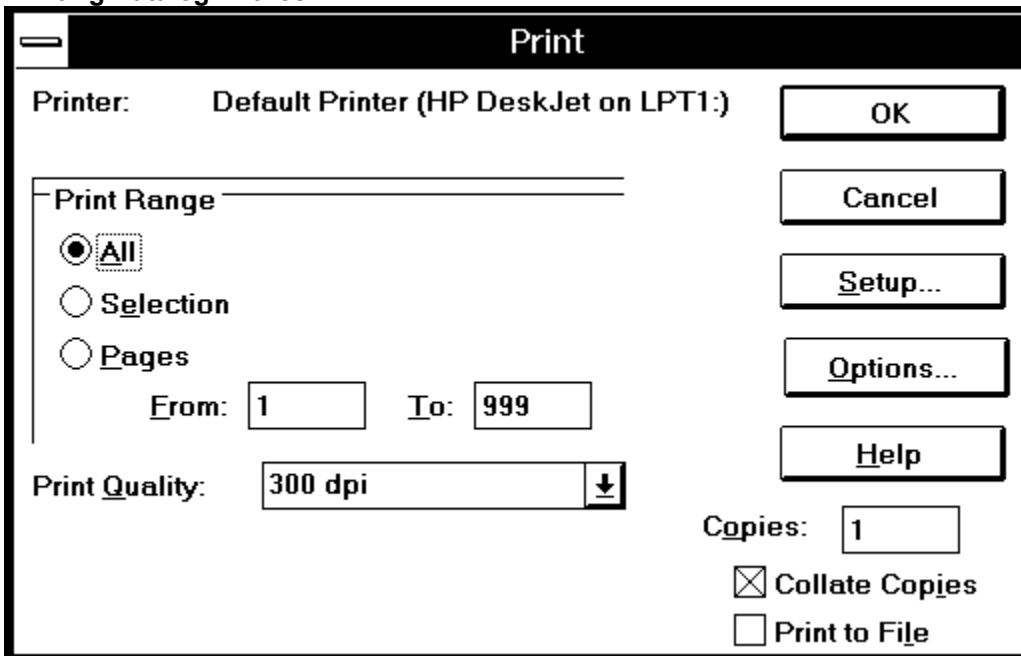 Print
Printer: Default Printer (HP DeskJet on LPT1:)
OK
Print Range
Cancel
All
Setup...
Selection
Pages
Options...
From: 1 To: 999
Help
Print Quality: 300 dpi
Copies: 1
Collate Copies
Print to File